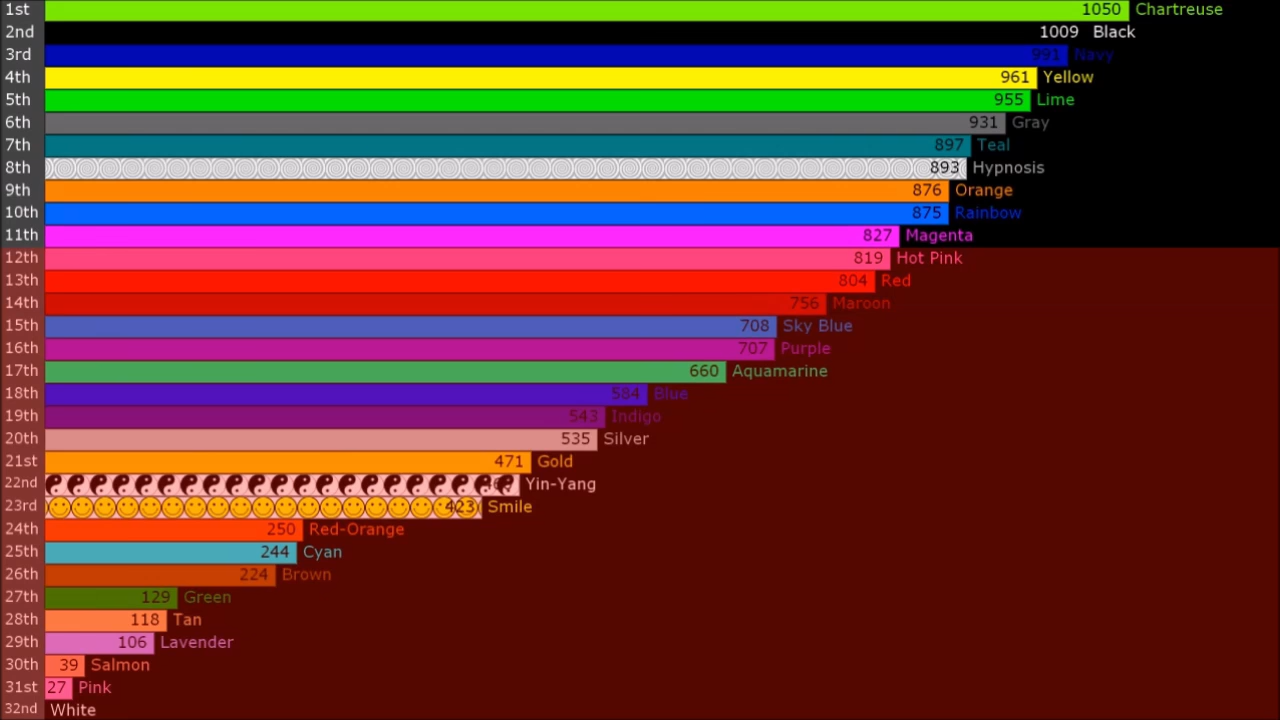 1st 1050 Chartreuse
2nd 1009 Black
3rd 991 Navy
4th 961 Yellow
5th 955 Lime
6th 931 Gray
7th 897 Teal
8th 893 Hypnosis
9th 876 Orange
10th 875 Rainbow
11th 827 Magenta
12th 819 Hot Pink
13th 804 Red
14th 756 Maroon
15th 708 Sky Blue
16th 707 Purple
17th 660 Aquamarine
18th 584 Blue
19th 543 Indigo
20th 535 Silver
21st 471 Gold
22nd Yin-Yang
23rd 423 Smile
24th 250 Red-Orange
25th 244 Cyan
26th 224 Brown
27th 129 Green
28th 118 Tan
29th 106 Lavender
30th 39 Salmon
31st 27 Pink
32nd White